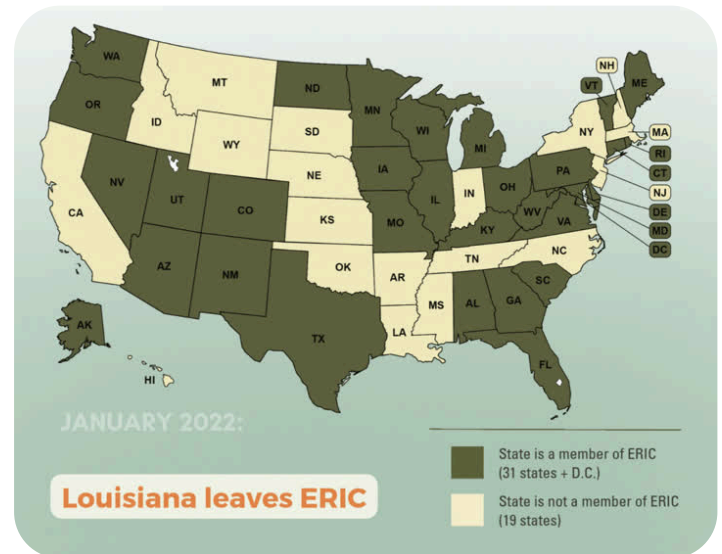 WA
MT
ND
MN
OR
ID
SD
WI
MI
NY
VT
NH
ME
MA
RI
CT
NJ
DE
MD
DC
WY
NE
IA
PA
NV
UT
CO
IL
IN
OH
WV
VA
CA
KS
MO
KY
AZ
NM
OK
AR
TN
NC
SC
TX
LA
MS
AL
GA
FL
AK
HI
JANUARY 2022:
Louisiana leaves ERIC
State is a member of ERIC
(31 states + D.C.)
State is not a member of ERIC
(19 states)